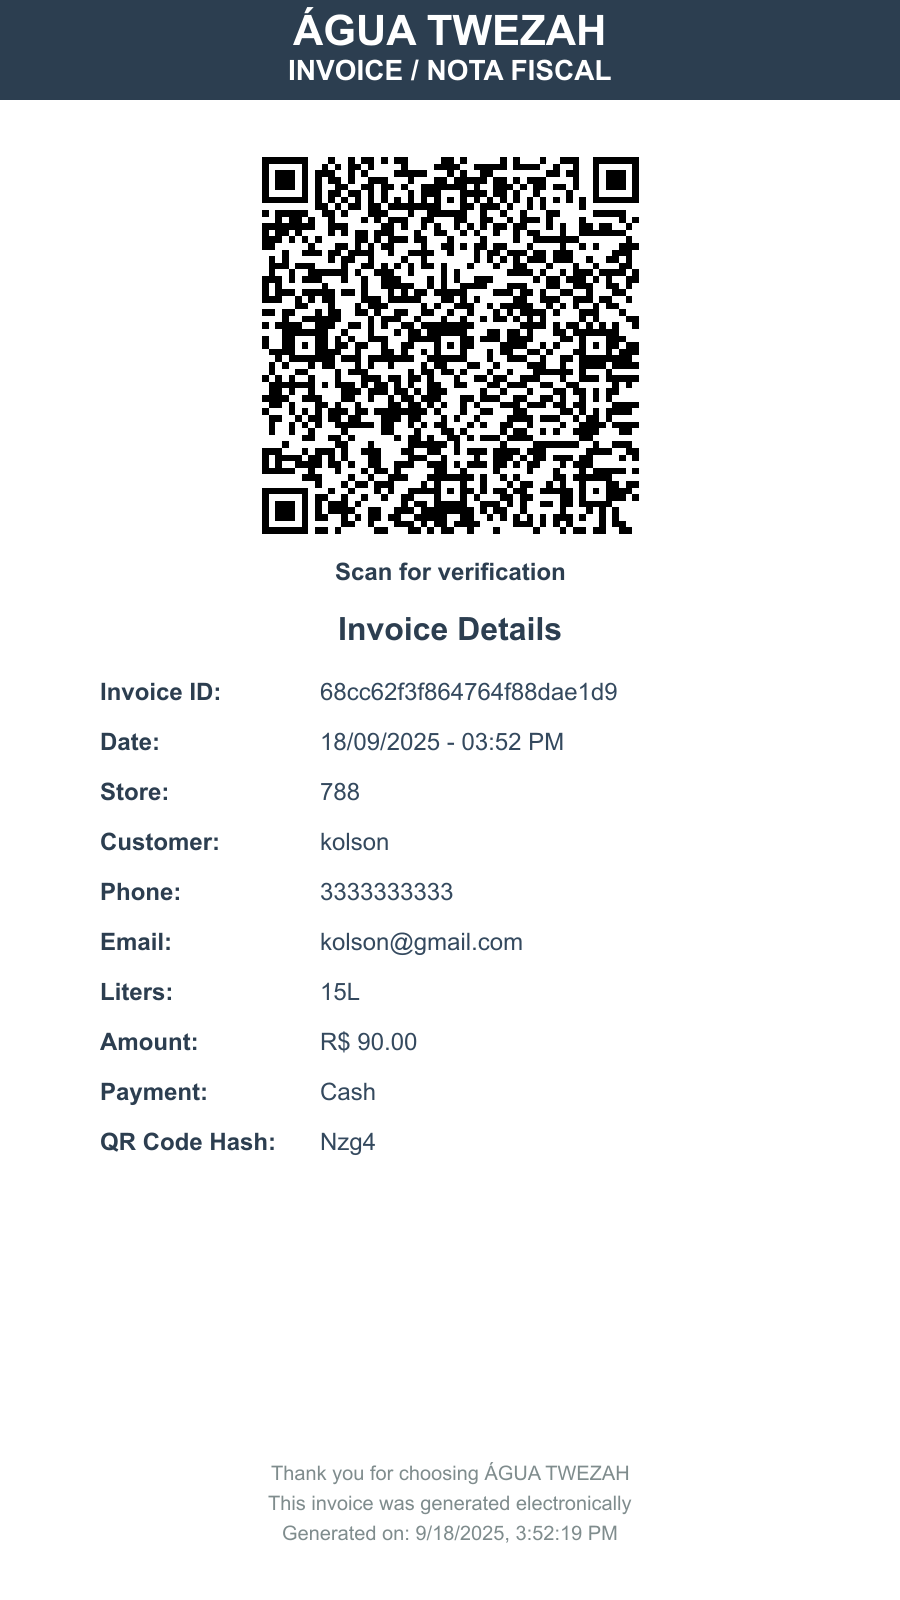 ÁGUA TWEZAH
INVOICE / NOTA FISCAL
Scan for verification
Invoice Details
Invoice ID: 68cc62f3f864764f88dae1d9
Date: 18/09/2025 - 03:52 PM
Store: 788
Customer: kolson
Phone: 3333333333
Email: kolson@gmail.com
Liters: 15L
Amount: R$ 90.00
Payment: Cash
QR Code Hash: Nzg4
Thank you for choosing ÁGUA TWEZAH
This invoice was generated electronically
Generated on: 9/18/2025, 3:52:19 PM